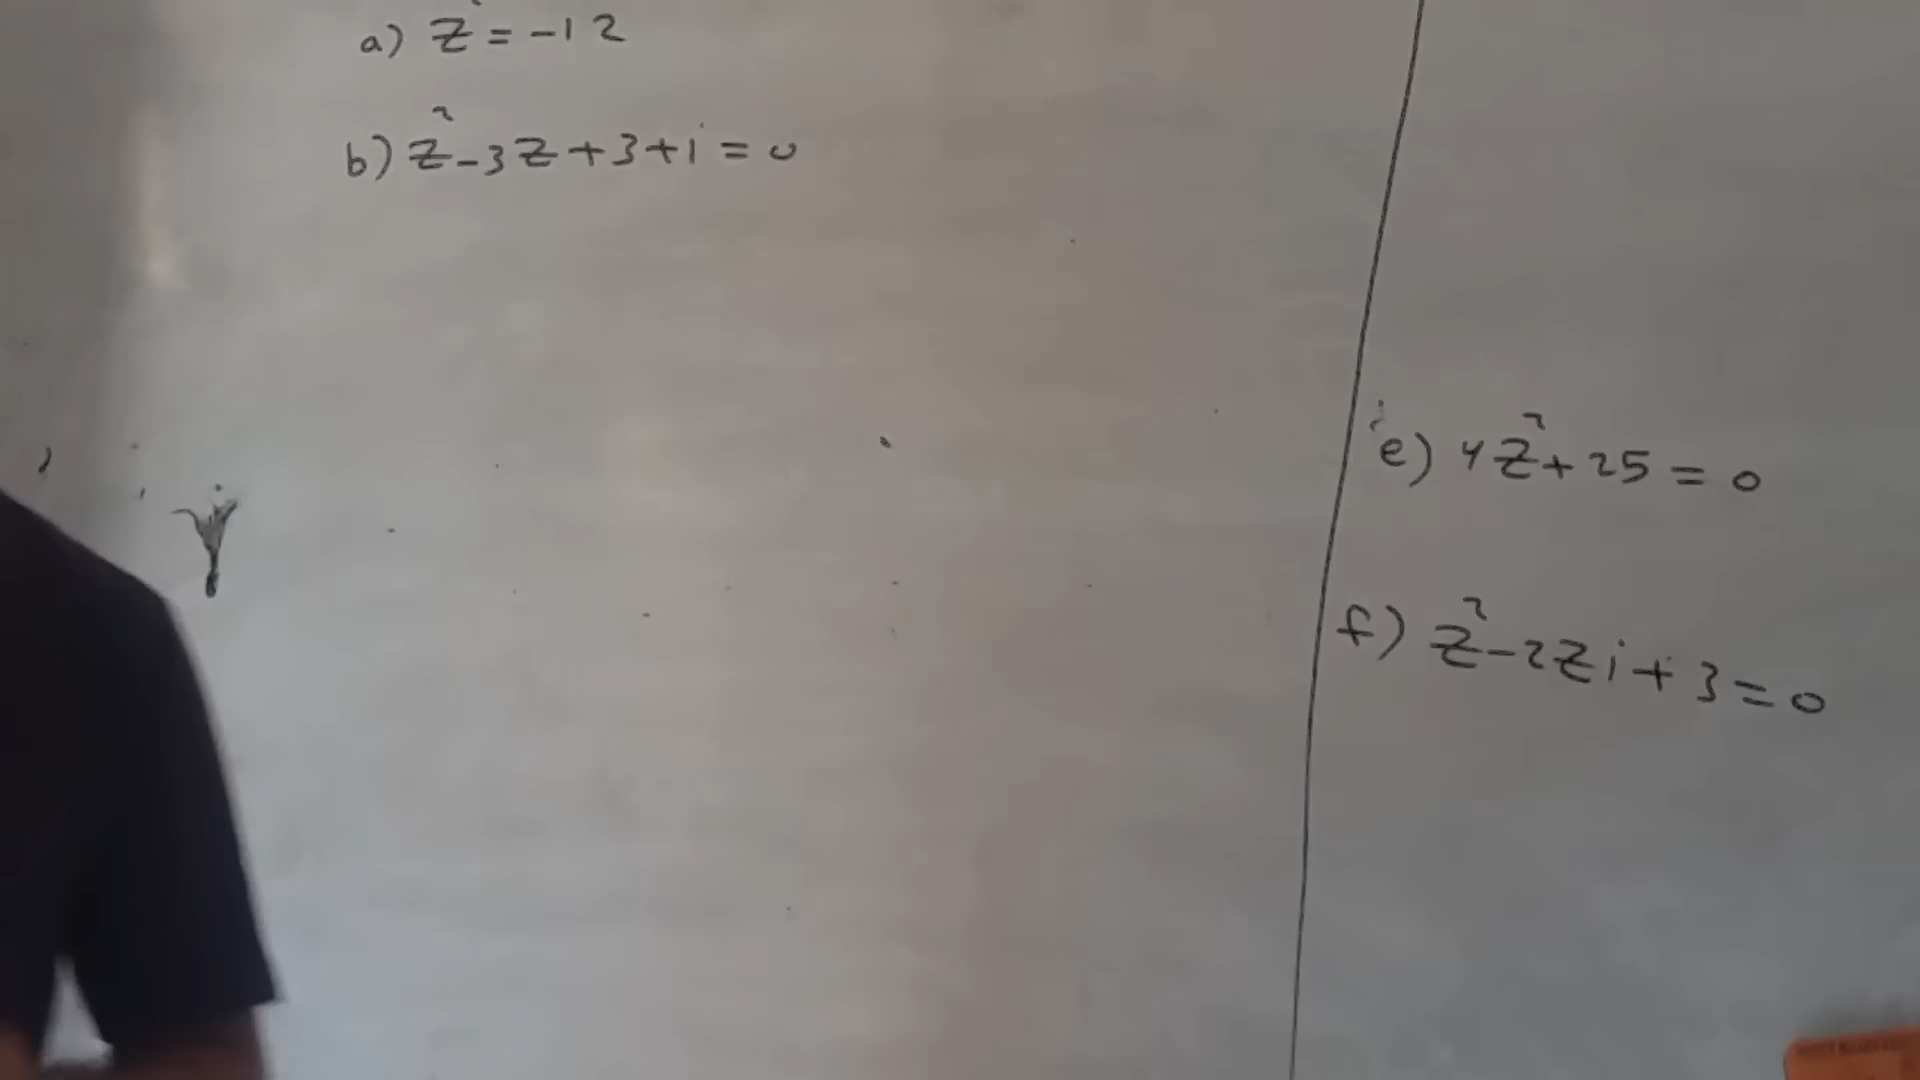 a) z² = -12
b) z² - 3z + 3 + i = 0
e) 4z² + 25 = 0
f) z² - 2zi + 3 = 0